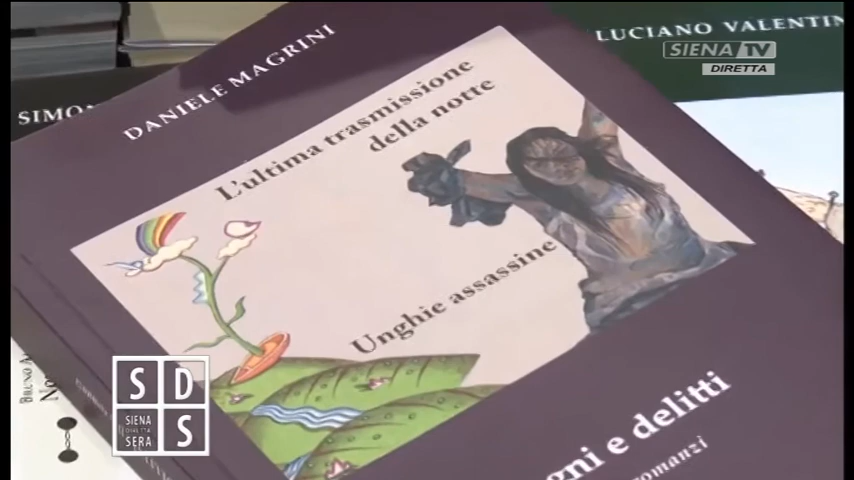 LUCIANO VALENTIN
SIENA TV
DIRETTA
SIMON
DANIELE MAGRINI
L'ultima trasmissione
della notte
Unghie assassine
gni e delitti
romanzi
S D
SIENA
DIRETTA
SERA
S